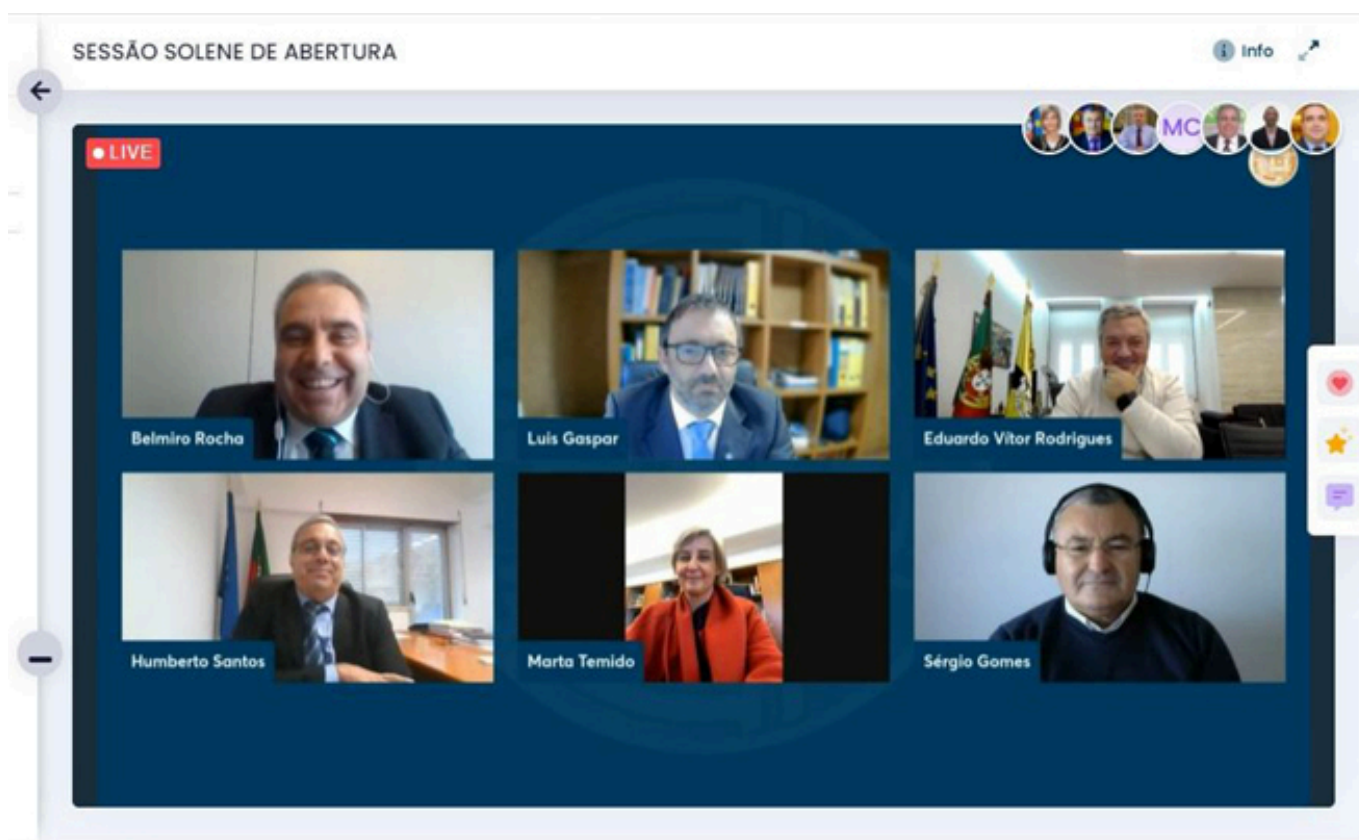 SESSÃO SOLENE DE ABERTURA
Info
MC
LIVE
Belmiro Rocha
Luis Gaspar
Eduardo Vítor Rodrigues
Humberto Santos
Marta Temido
Sérgio Gomes